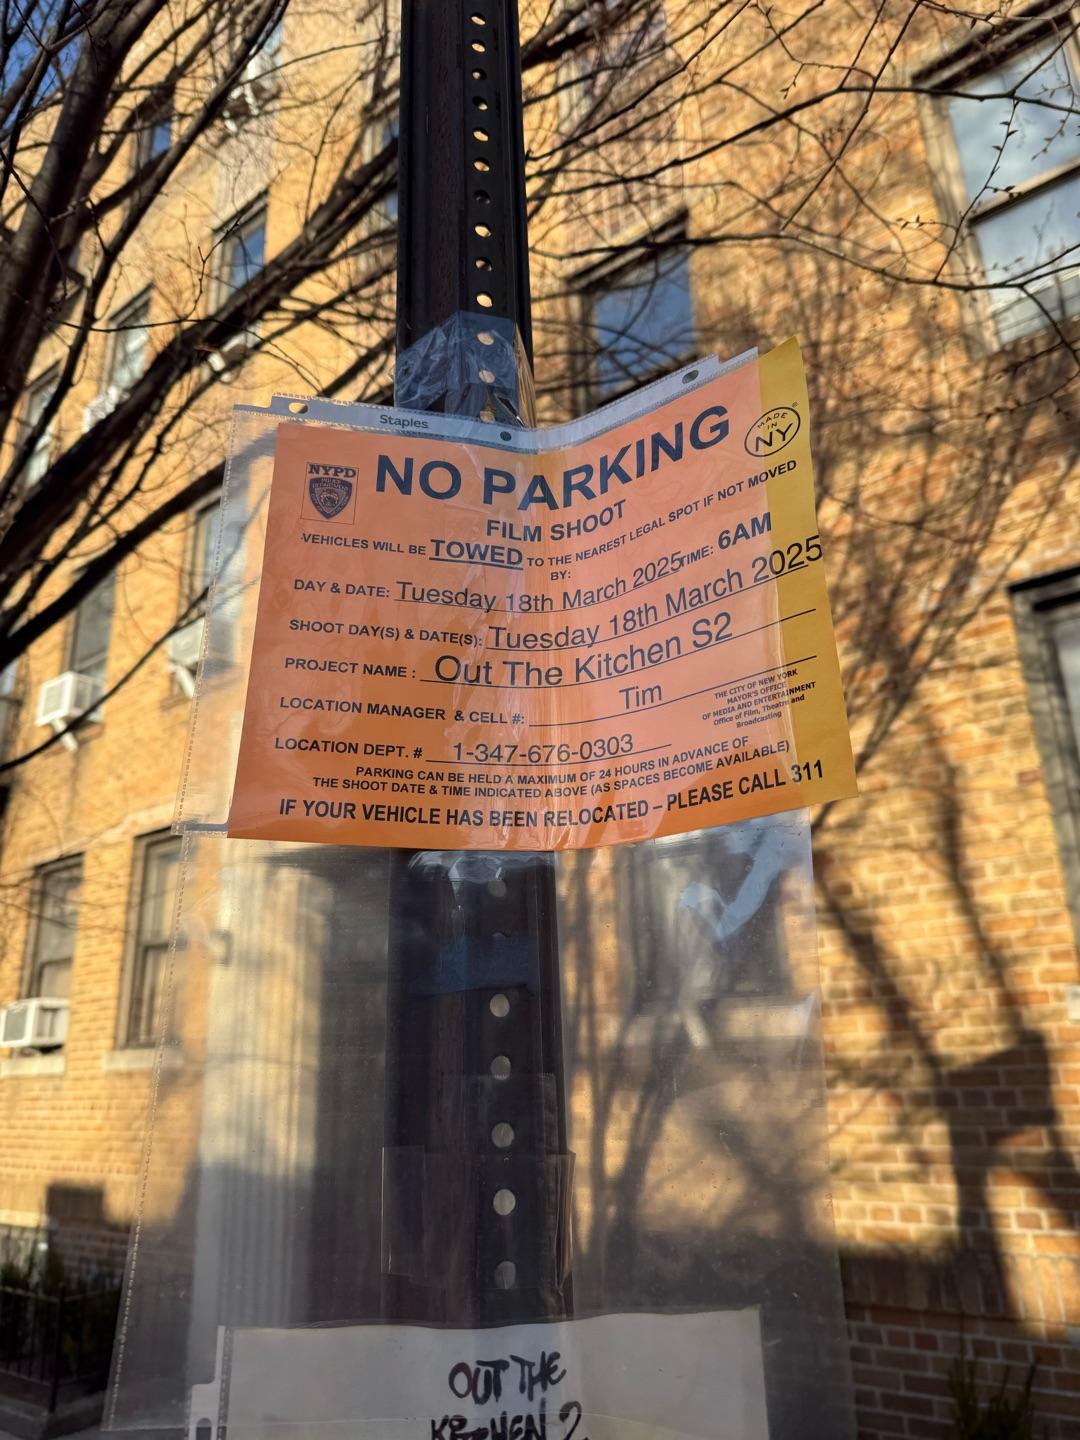 Staples
NYPD
POLICE
DEPARTMENT
NO PARKING
MADE
IN
NY
FILM SHOOT
VEHICLES WILL BE TOWED TO THE NEAREST LEGAL SPOT IF NOT MOVED
BY:
DAY & DATE: Tuesday 18th March 2025 TIME: 6AM
SHOOT DAY(S) & DATE(S): Tuesday 18th March 2025
PROJECT NAME : Out The Kitchen S2
LOCATION MANAGER & CELL #: Tim
THE CITY OF NEW YORK
MAYOR'S OFFICE
OF MEDIA AND ENTERTAINMENT
Office of Film, Theatre and
Broadcasting
LOCATION DEPT. # 1-347-676-0303
PARKING CAN BE HELD A MAXIMUM OF 24 HOURS IN ADVANCE OF
THE SHOOT DATE & TIME INDICATED ABOVE (AS SPACES BECOME AVAILABLE)
IF YOUR VEHICLE HAS BEEN RELOCATED – PLEASE CALL 311
OUT THE
KITCHEN 2